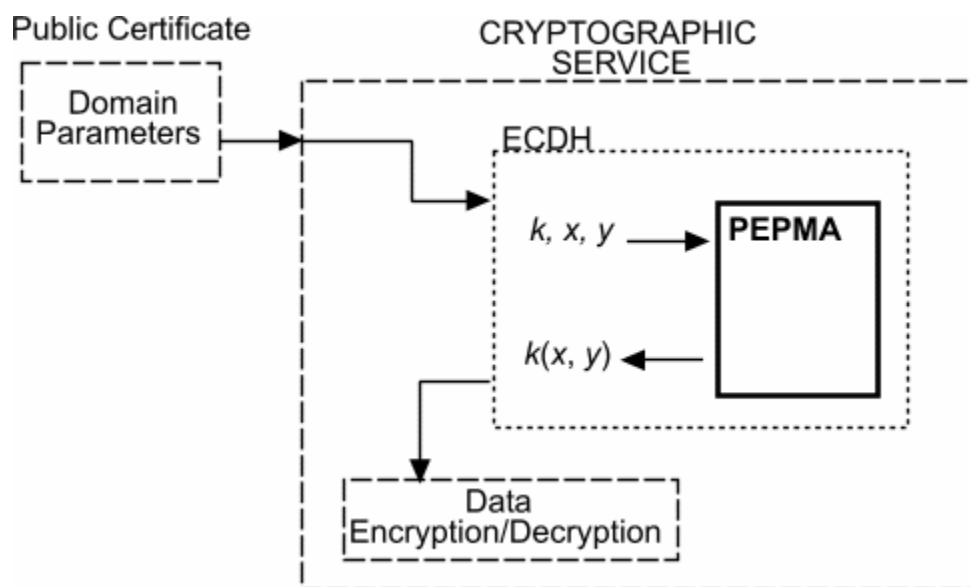 Public Certificate
Domain
Parameters
CRYPTOGRAPHIC
SERVICE
ECDH
k, x, y
PEPMA
k(x, y)
Data
Encryption/Decryption